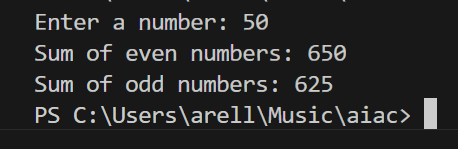 Enter a number: 50
Sum of even numbers: 650
Sum of odd numbers: 625
PS C:\Users\arell\Music\aiac>